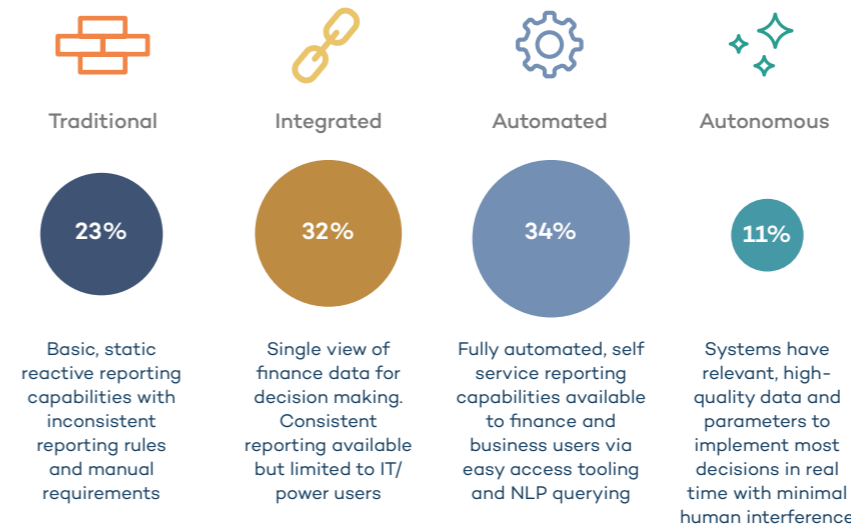 Traditional
Integrated
Automated
Autonomous
23%
32%
34%
11%
Basic, static
reactive reporting
capabilities with
inconsistent
reporting rules
and manual
requirements
Single view of
finance data for
decision making.
Consistent
reporting available
but limited to IT/
power users
Fully automated, self
service reporting
capabilities available
to finance and
business users via
easy access tooling
and NLP querying
Systems have
relevant, high-
quality data and
parameters to
implement most
decisions in real
time with minimal
human interference